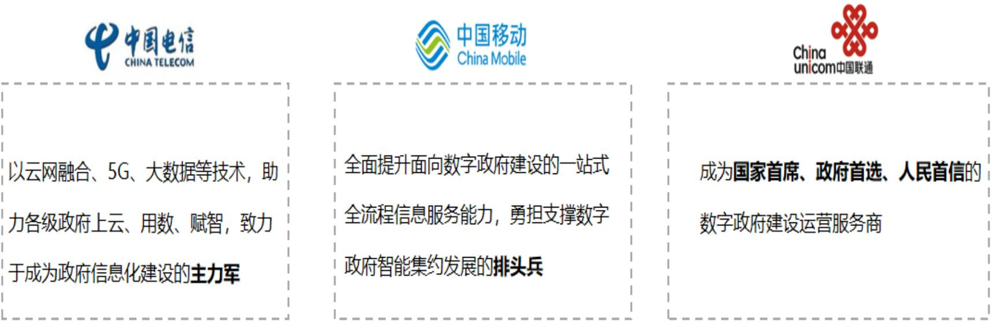 中国电信
CHINA TELECOM
以云网融合、5G、大数据等技术，助
力各级政府上云、用数、赋智，致力
于成为政府信息化建设的主力军
中国移动
China Mobile
全面提升面向数字政府建设的一站式
全流程信息服务能力，勇担支撑数字
政府智能集约发展的排头兵
China
unicom中国联通
成为国家首席、政府首选、人民首信的
数字政府建设运营服务商